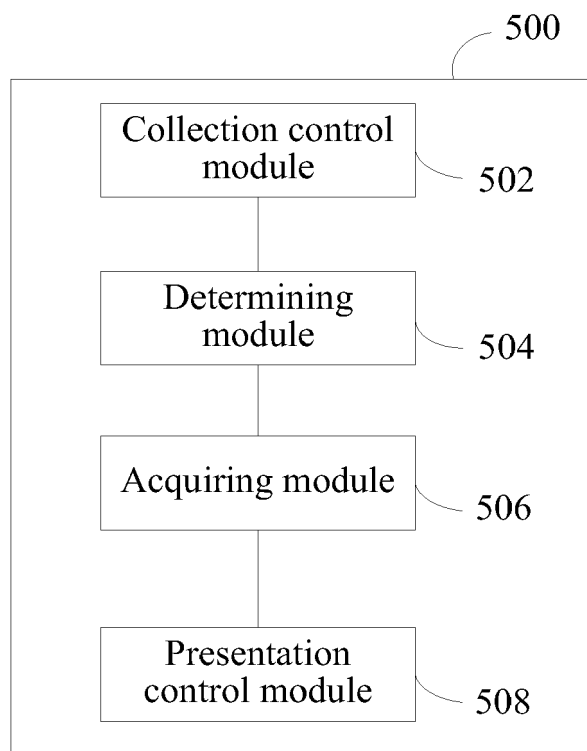 500
Collection control
module
502
Determining
module
504
Acquiring module
506
Presentation
control module
508